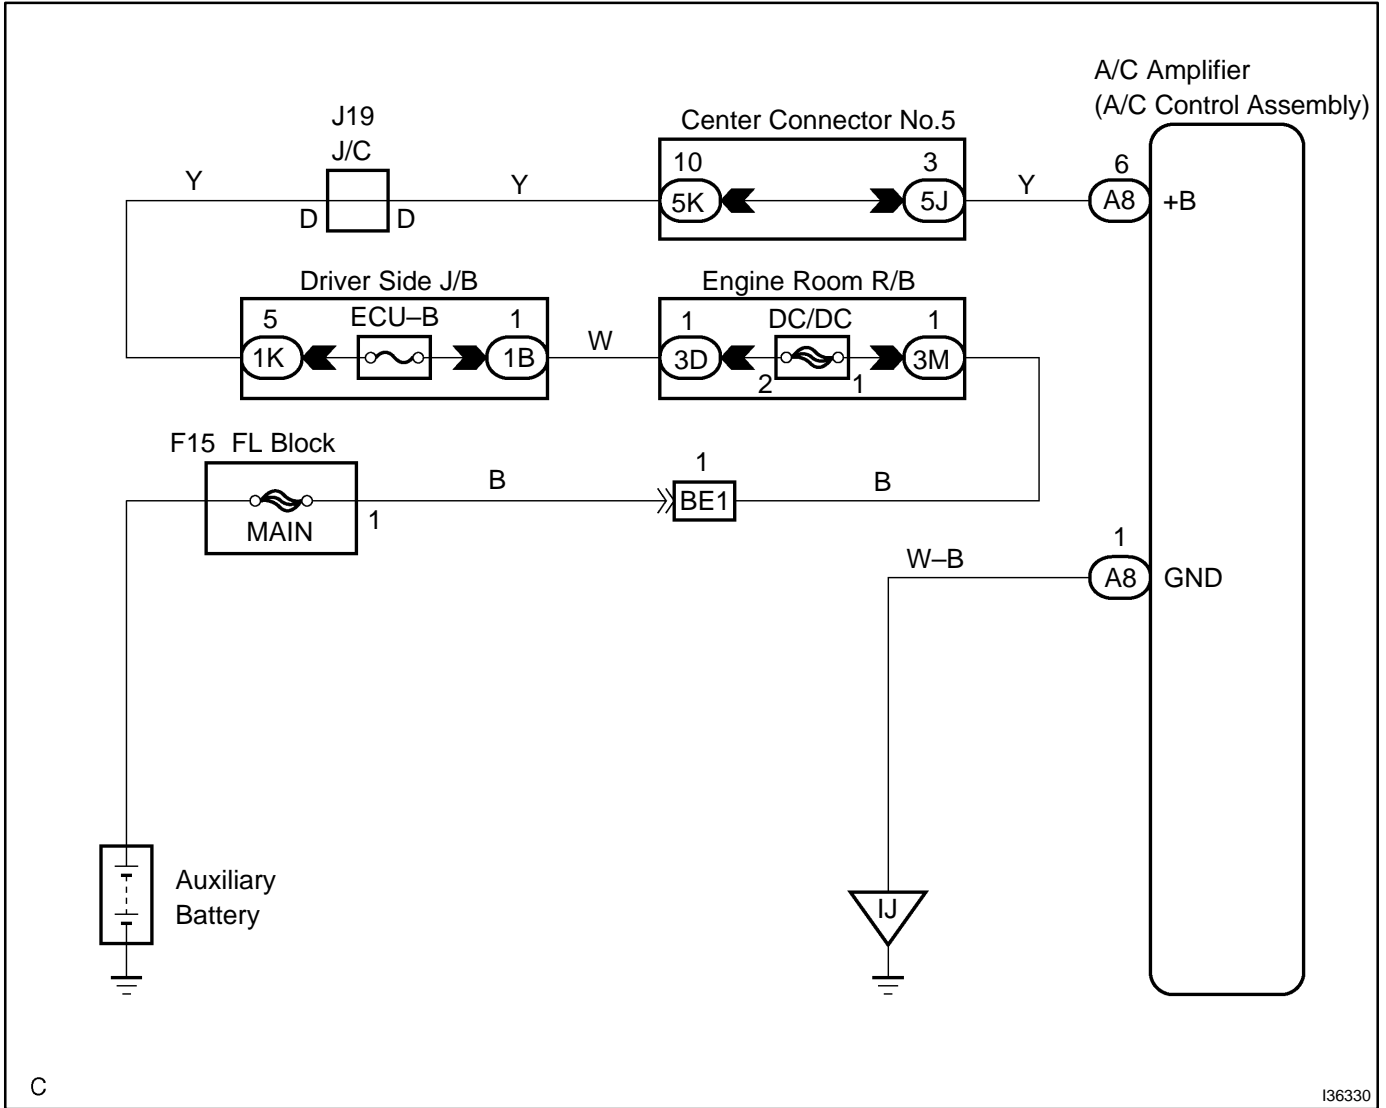 A/C Amplifier
(A/C Control Assembly)
J19
J/C
Center Connector No.5
Y
D
D
Y
10
5K
3
5J
Y
6
A8
+B
Driver Side J/B
5
1K
ECU–B
1
1B
W
Engine Room R/B
1
3D
DC/DC
2
1
1
3M
F15 FL Block
MAIN
1
B
1
BE1
B
W–B
1
A8
GND
Auxiliary
Battery
IJ
C
I36330